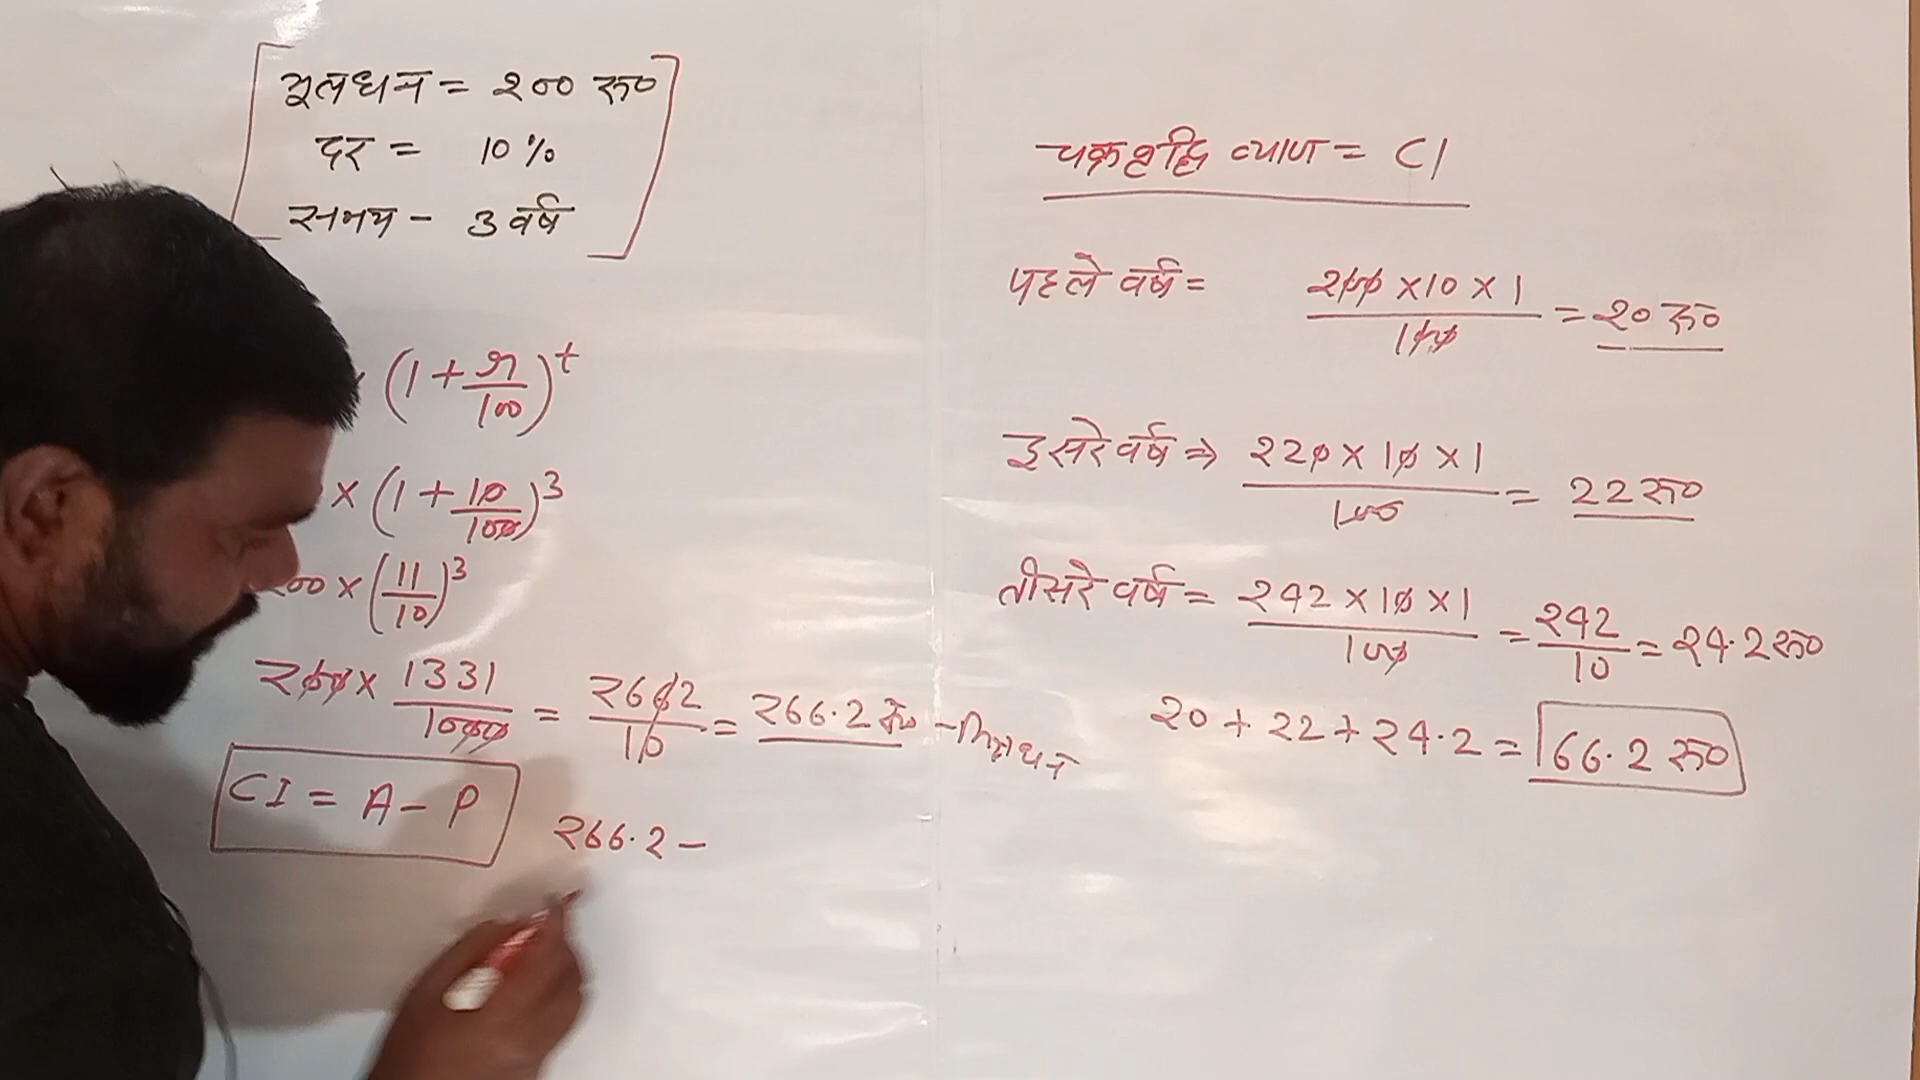 मूलधन = २०० रु०
दर = 10%
समय - 3 वर्ष
(1 + r/100)^t
× (1 + 10/100)^3
200 × (11/10)^3
200 × 1331/1000 = 2662/10 = 266.2 रु० - मिश्रधन
CI = A - P
266.2 -
चक्रवृद्धि ब्याज = CI
पहले वर्ष = 200 × 10 × 1/100 = २० रु०
दूसरे वर्ष ⇒ 220 × 10 × 1/100 = 22 रु०
तीसरे वर्ष = 242 × 10 × 1/100 = 242/10 = 24.2 रु०
20 + 22 + 24.2 = 66.2 रु०